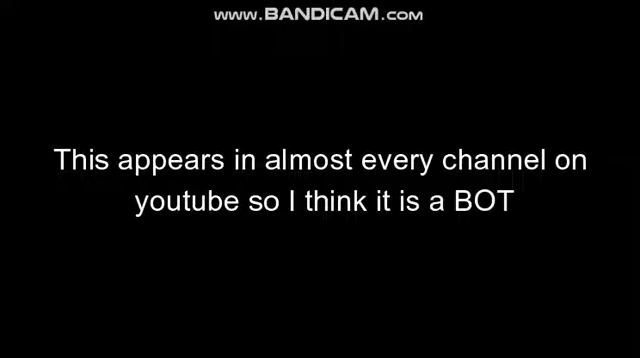 www.BANDICAM.com
This appears in almost every channel on
youtube so I think it is a BOT